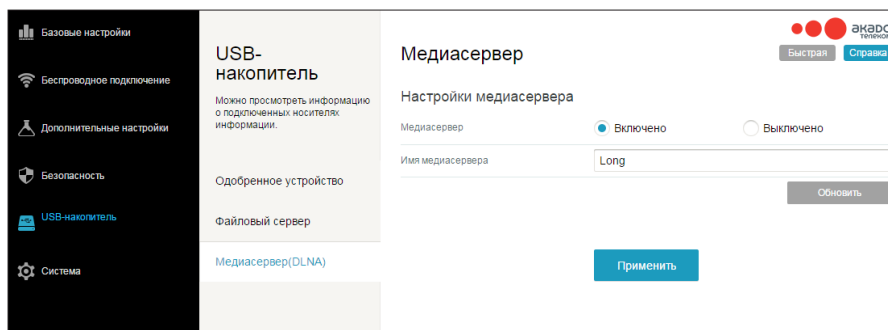 Базовые настройки
Беспроводное подключение
Дополнительные настройки
Безопасность
USB-накопитель
Система
USB-
накопитель
Можно просмотреть информацию
о подключенных носителях
информации.
Одобренное устройство
Файловый сервер
Медиасервер(DLNA)
Медиасервер
Быстрая
Справка
Настройки медиасервера
Медиасервер
Включено
Выключено
Имя медиасервера
Long
Обновить
Применить